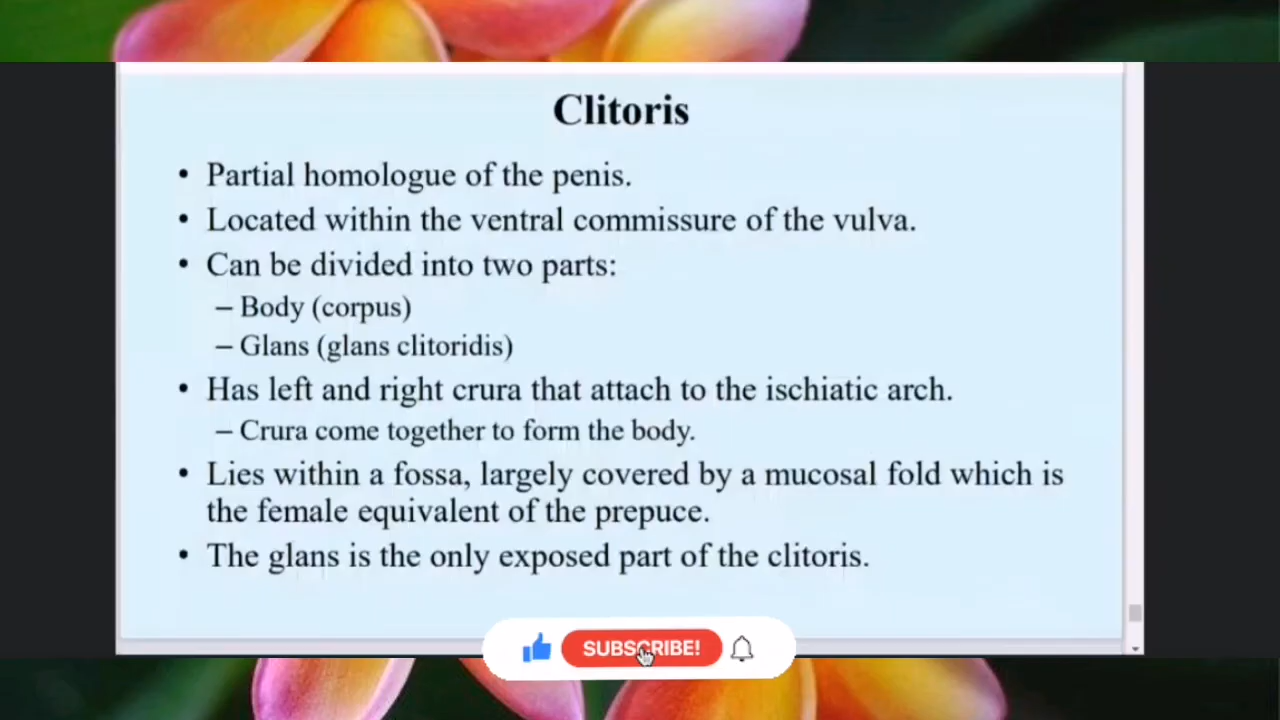 Clitoris
• Partial homologue of the penis.
• Located within the ventral commissure of the vulva.
• Can be divided into two parts:
– Body (corpus)
– Glans (glans clitoridis)
• Has left and right crura that attach to the ischiatic arch.
– Crura come together to form the body.
• Lies within a fossa, largely covered by a mucosal fold which is
the female equivalent of the prepuce.
• The glans is the only exposed part of the clitoris.
SUBSCRIBE!